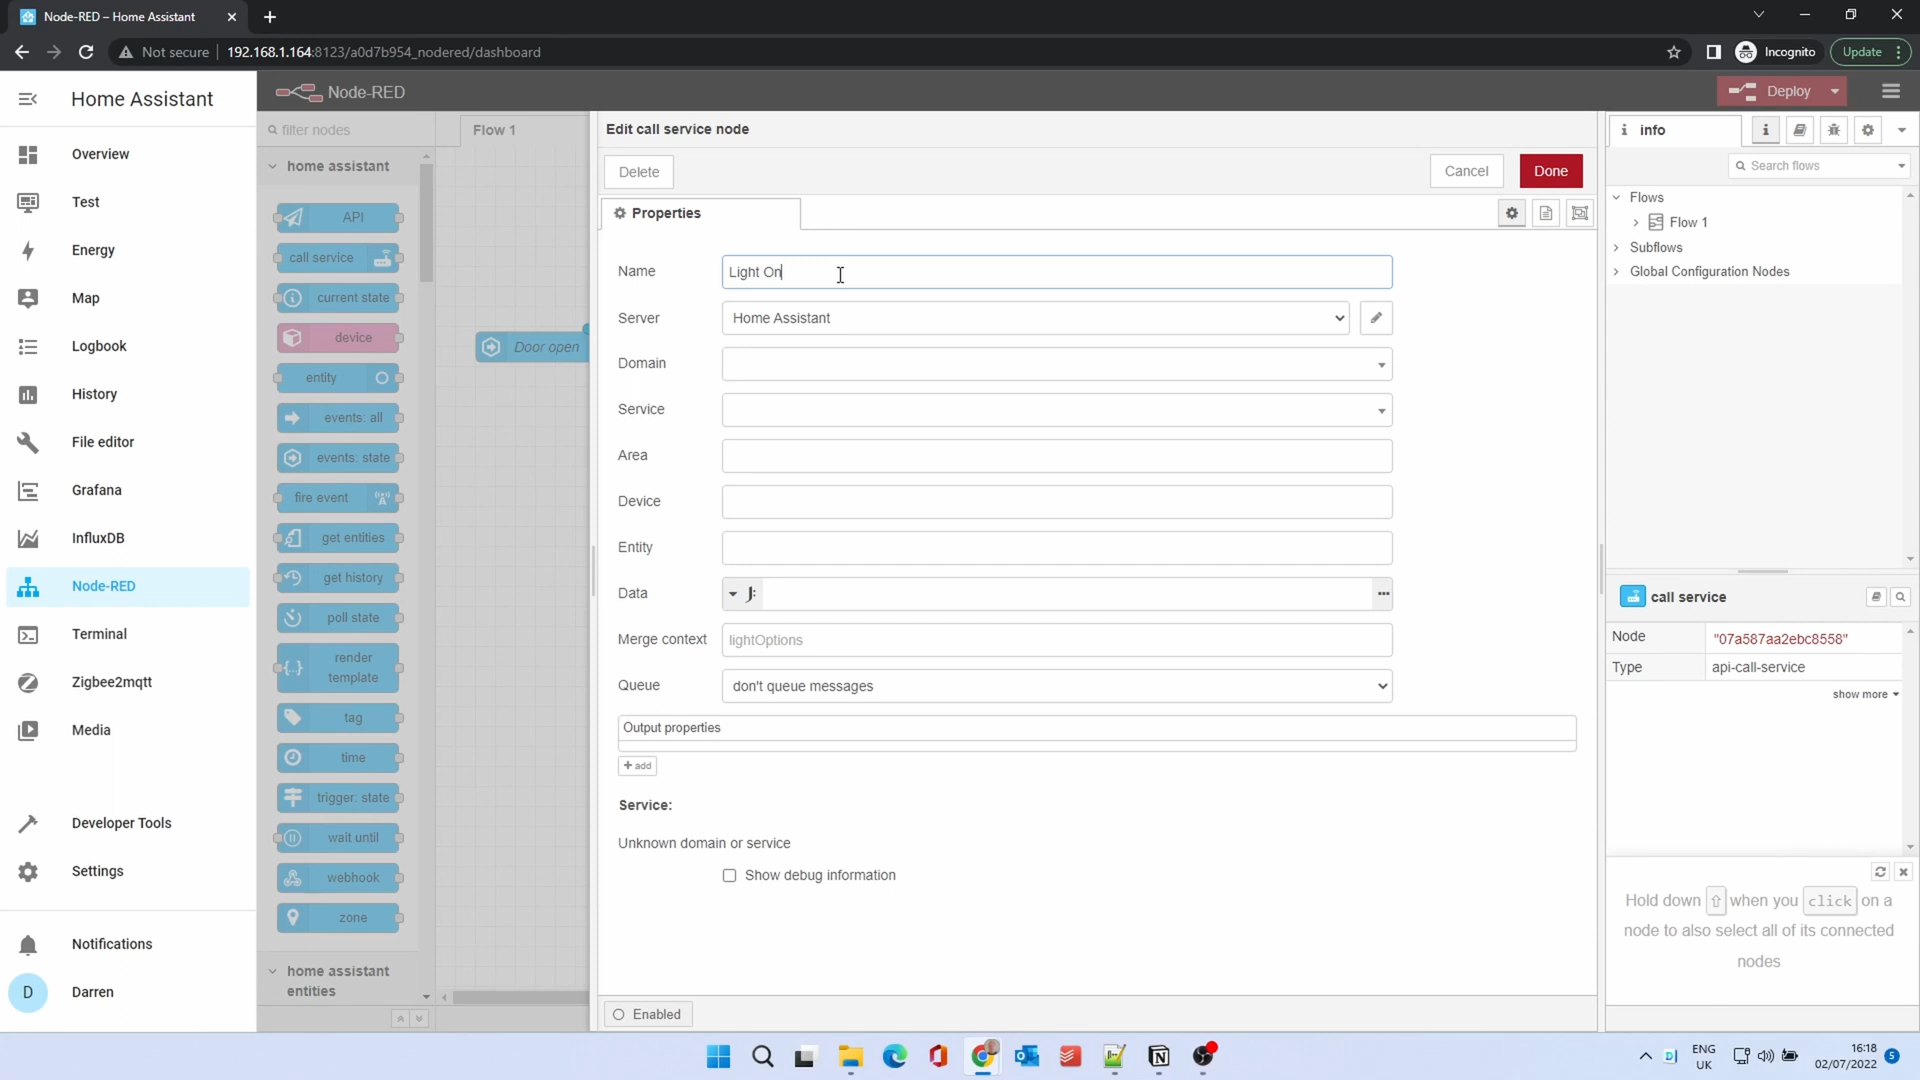 Node-RED – Home Assistant
Not secure
192.168.1.164:8123/a0d7b954_nodered/dashboard
Incognito
Update
Home Assistant
Overview
Test
Energy
Map
Logbook
History
File editor
Grafana
InfluxDB
Node-RED
Terminal
Zigbee2mqtt
Media
Developer Tools
Settings
Notifications
D
Darren
Node-RED
Deploy
filter nodes
home assistant
API
call service
current state
device
entity
events: all
events: state
fire event
get entities
get history
poll state
render
template
tag
time
trigger: state
wait until
webhook
zone
home assistant
entities
Flow 1
Door open
Edit call service node
Delete
Cancel
Done
Properties
Name
Light On
Server
Home Assistant
Domain
Service
Area
Device
Entity
Data
J:
Merge context
lightOptions
Queue
don't queue messages
Output properties
+ add
Service:
Unknown domain or service
Show debug information
Enabled
i info
Search flows
Flows
Flow 1
Subflows
Global Configuration Nodes
call service
Node
"07a587aa2ebc8558"
Type
api-call-service
show more
Hold down ⇧ when you click on a
node to also select all of its connected
nodes
ENG
UK
16:18
02/07/2022
5